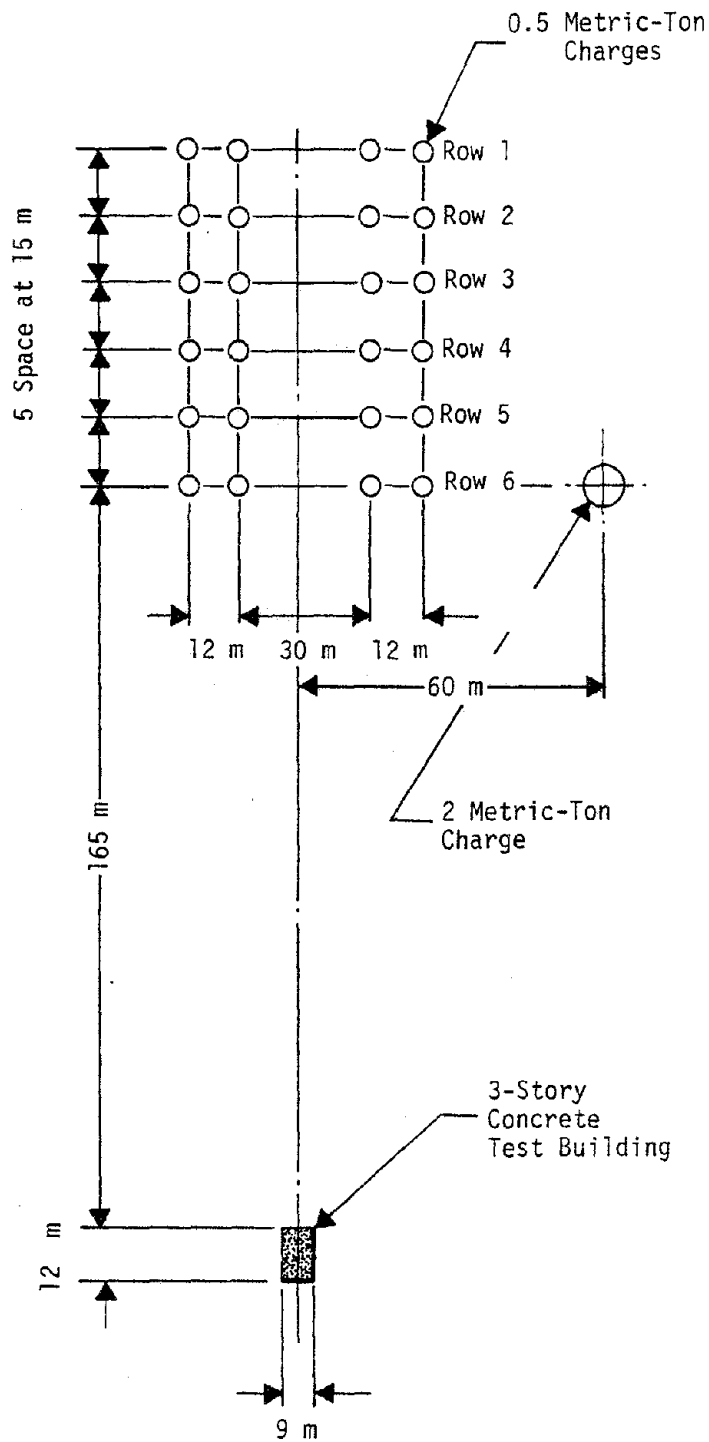 0.5 Metric-Ton
Charges
Row 1
Row 2
Row 3
Row 4
Row 5
Row 6
5 Space at 15 m
12 m
30 m
12 m
60 m
2 Metric-Ton
Charge
165 m
3-Story
Concrete
Test Building
12 m
9 m